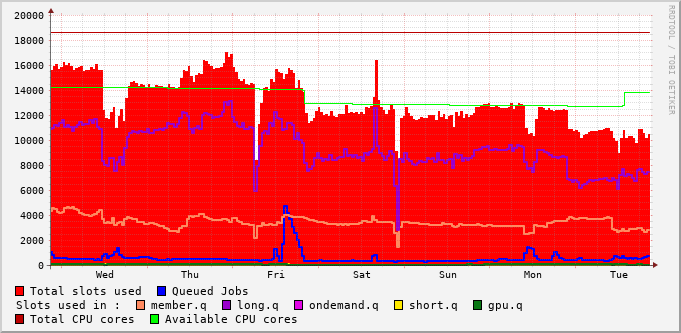 20000
18000
16000
14000
12000
10000
8000
6000
4000
2000
0
Wed Thu Fri Sat Sun Mon Tue
RRDTOOL / TOBI OETIKER
Total slots used Queued Jobs
Slots used in : member.q long.q ondemand.q short.q gpu.q
Total CPU cores Available CPU cores